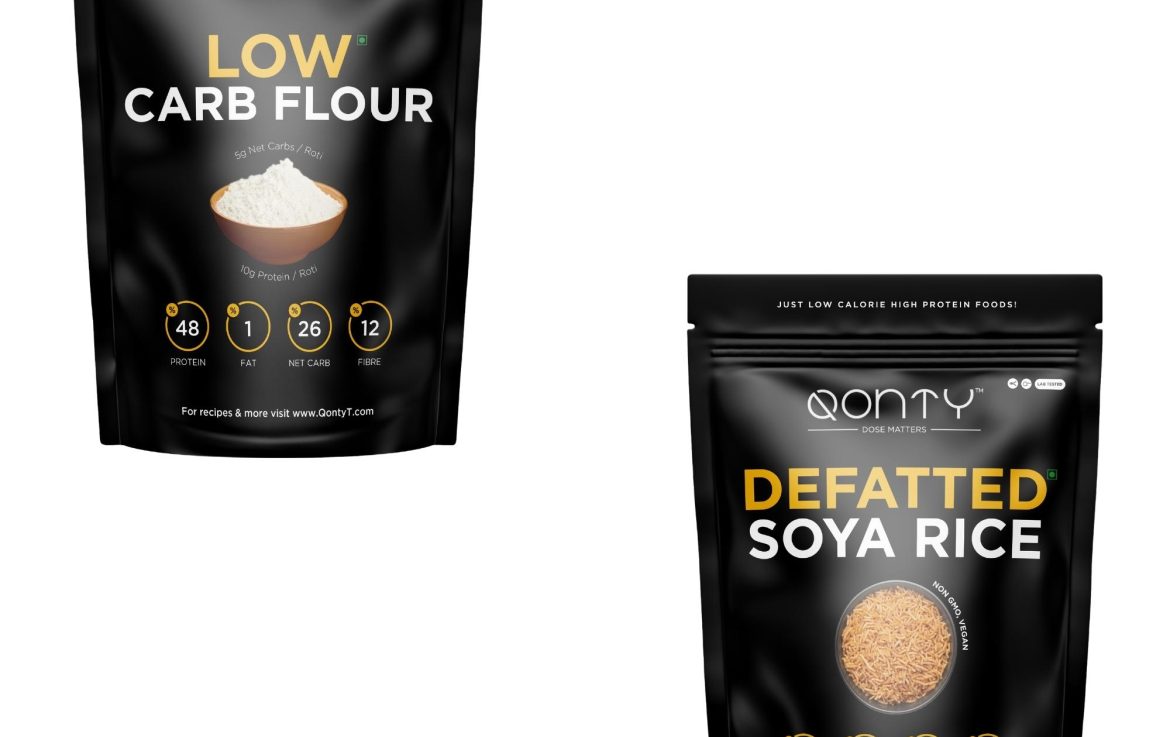 LOW
CARB FLOUR
5g Net Carbs / Roti
10g Protein / Roti
% % % %
48 1 26 12
PROTEIN FAT NET CARB FIBRE
For recipes & more visit www.QontyT.com
JUST LOW CALORIE HIGH PROTEIN FOODS!
LAB TESTED
QONTY™
DOSE MATTERS
DEFATTED
SOYA RICE
NON GMO, VEGAN